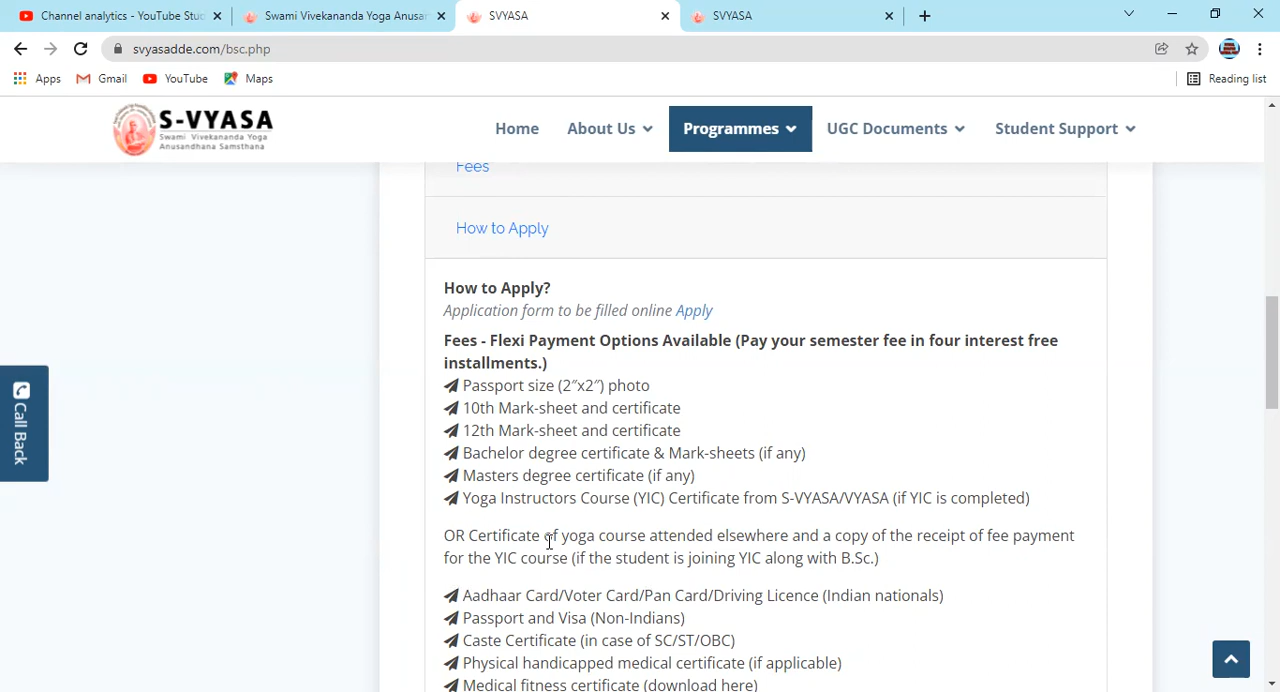 Channel analytics - YouTube Stu
Swami Vivekananda Yoga Anusan
SVYASA
SVYASA
svyasadde.com/bsc.php
Apps
Gmail
YouTube
Maps
Reading list
S-VYASA
Swami Vivekananda Yoga
Anusandhana Samsthana
Home
About Us
Programmes
UGC Documents
Student Support
Fees
How to Apply
How to Apply?
Application form to be filled online Apply
Fees - Flexi Payment Options Available (Pay your semester fee in four interest free
installments.)
Passport size (2″x2″) photo
10th Mark-sheet and certificate
12th Mark-sheet and certificate
Bachelor degree certificate & Mark-sheets (if any)
Masters degree certificate (if any)
Yoga Instructors Course (YIC) Certificate from S-VYASA/VYASA (if YIC is completed)
OR Certificate of yoga course attended elsewhere and a copy of the receipt of fee payment
for the YIC course (if the student is joining YIC along with B.Sc.)
Aadhaar Card/Voter Card/Pan Card/Driving Licence (Indian nationals)
Passport and Visa (Non-Indians)
Caste Certificate (in case of SC/ST/OBC)
Physical handicapped medical certificate (if applicable)
Medical fitness certificate (download here)
Call Back